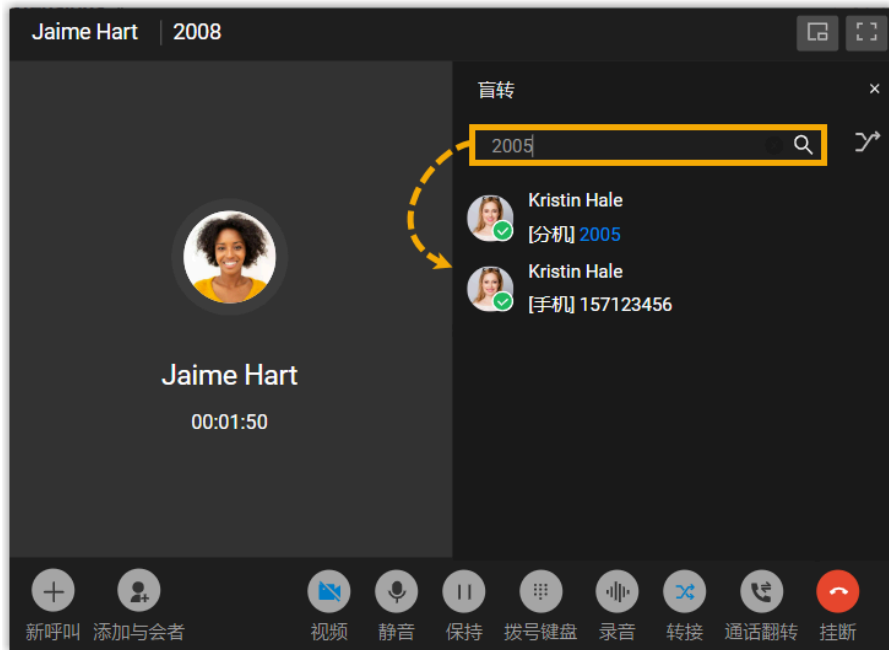 Jaime Hart 2008
盲转
2005
Kristin Hale
[分机] 2005
Kristin Hale
[手机] 157123456
Jaime Hart
00:01:50
新呼叫 添加与会者 视频 静音 保持 拨号键盘 录音 转接 通话翻转 挂断